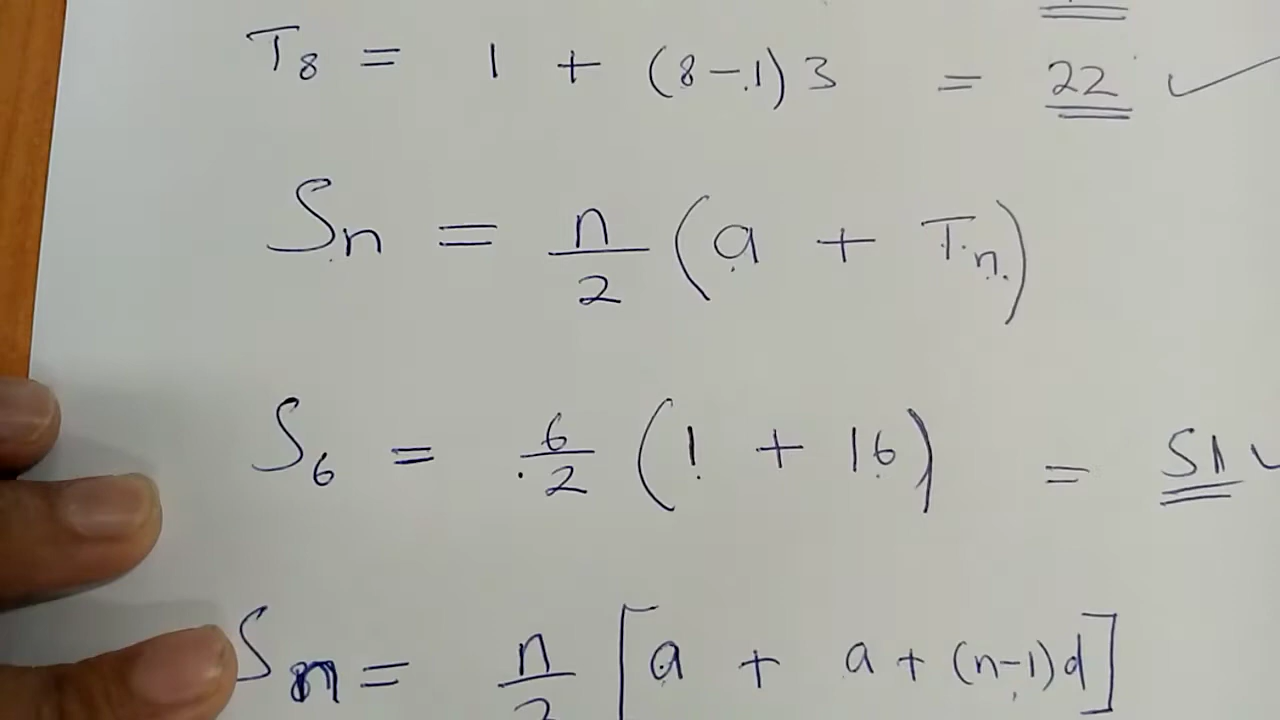 T₈ = 1 + (8-1)3 = 22 ✓
Sₙ = n/2 (a + Tₙ)
S₆ = 6/2 (1 + 16) = 51 ✓
Sₙ = n/2 [a + a + (n-1)d]